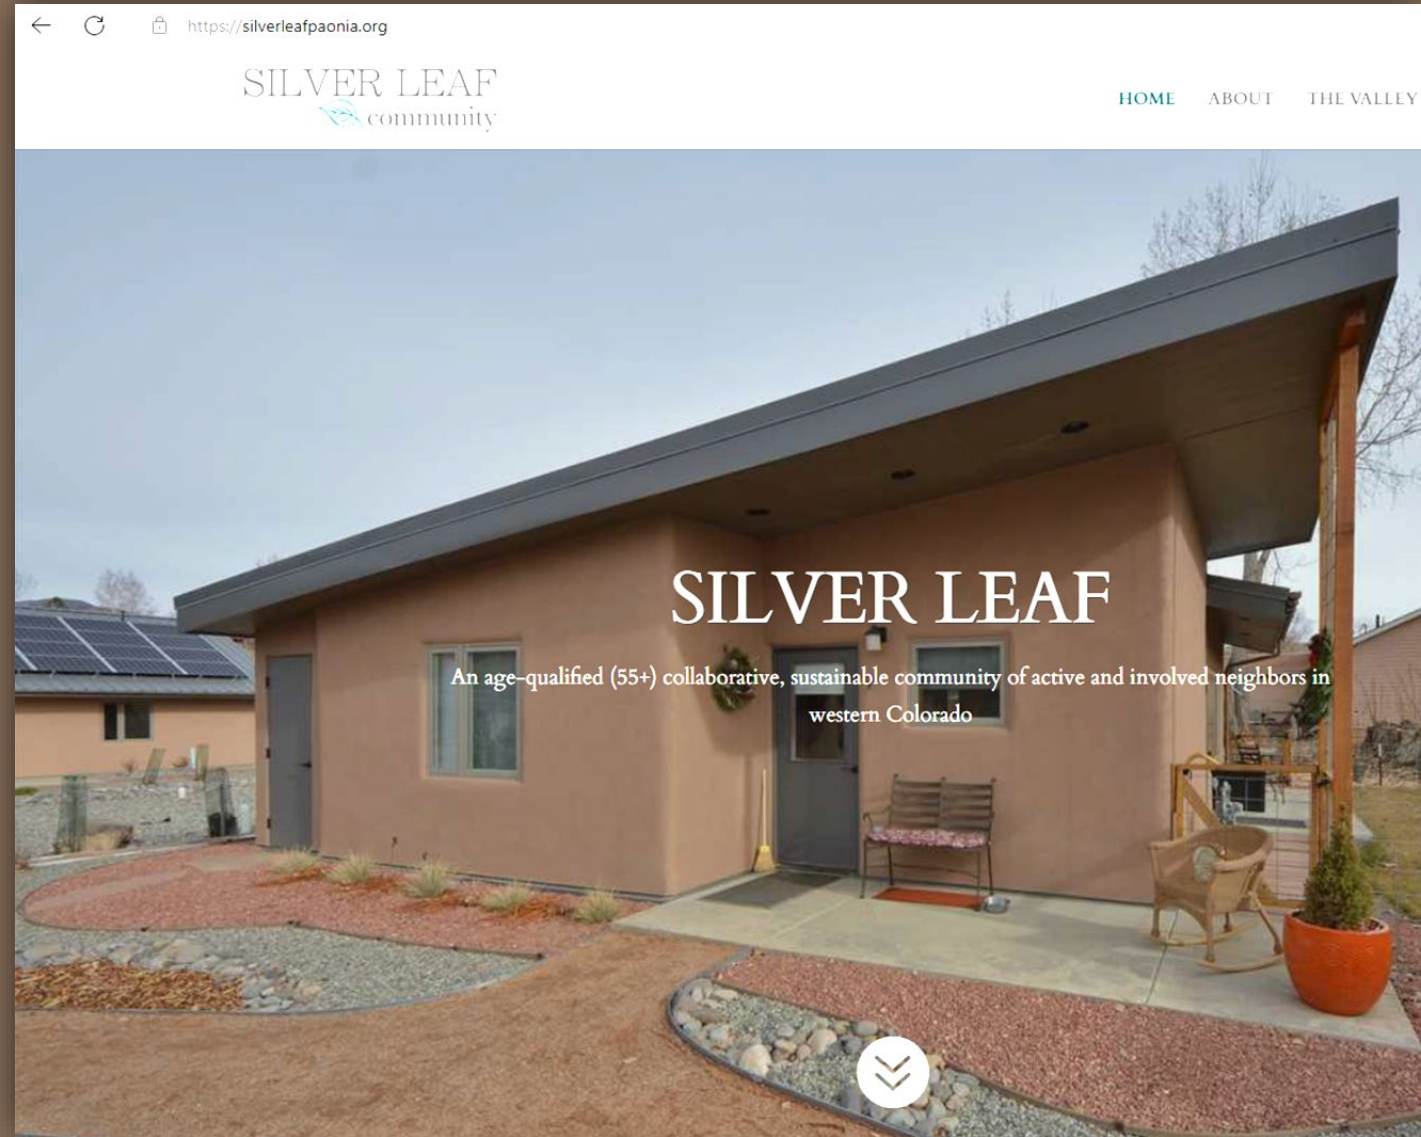 https://silverleafpaonia.org
SILVER LEAF
community
HOME ABOUT THE VALLEY
SILVER LEAF
An age-qualified (55+) collaborative, sustainable community of active and involved neighbors in
western Colorado